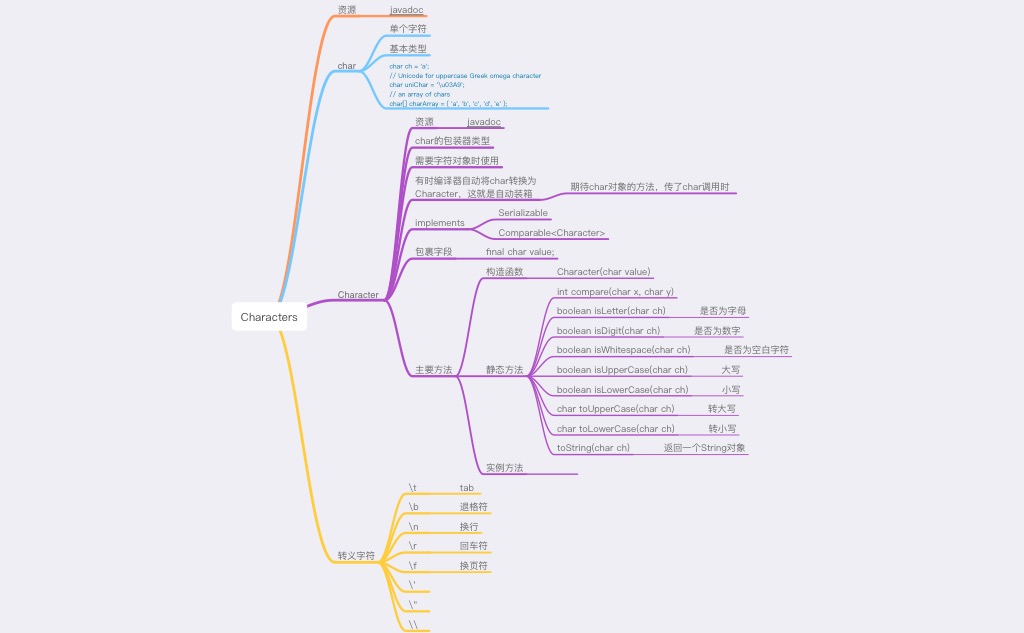 资源
javadoc
单个字符
基本类型
char
char ch = 'a';
// Unicode for uppercase Greek omega character
char uniChar = '\u03A9';
// an array of chars
char[] charArray = { 'a', 'b', 'c', 'd', 'e' };
资源
javadoc
char的包装器类型
需要字符对象时使用
有时编译器自动将char转换为
Character，这就是自动装箱
期待char对象的方法，传了char调用时
implements
Serializable
Comparable<Character>
包裹字段
final char value;
Character
Characters
主要方法
构造函数
Character(char value)
静态方法
int compare(char x, char y)
boolean isLetter(char ch)
是否为字母
boolean isDigit(char ch)
是否为数字
boolean isWhitespace(char ch)
是否为空白字符
boolean isUpperCase(char ch)
大写
boolean isLowerCase(char ch)
小写
char toUpperCase(char ch)
转大写
char toLowerCase(char ch)
转小写
toString(char ch)
返回一个String对象
实例方法
转义字符
\t
tab
\b
退格符
\n
换行
\r
回车符
\f
换页符
\'
\"
\\